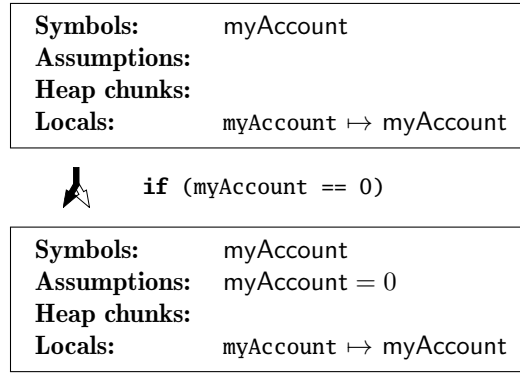 Symbols: myAccount
Assumptions:
Heap chunks:
Locals: myAccount ↦ myAccount
if (myAccount == 0)
Symbols: myAccount
Assumptions: myAccount = 0
Heap chunks:
Locals: myAccount ↦ myAccount